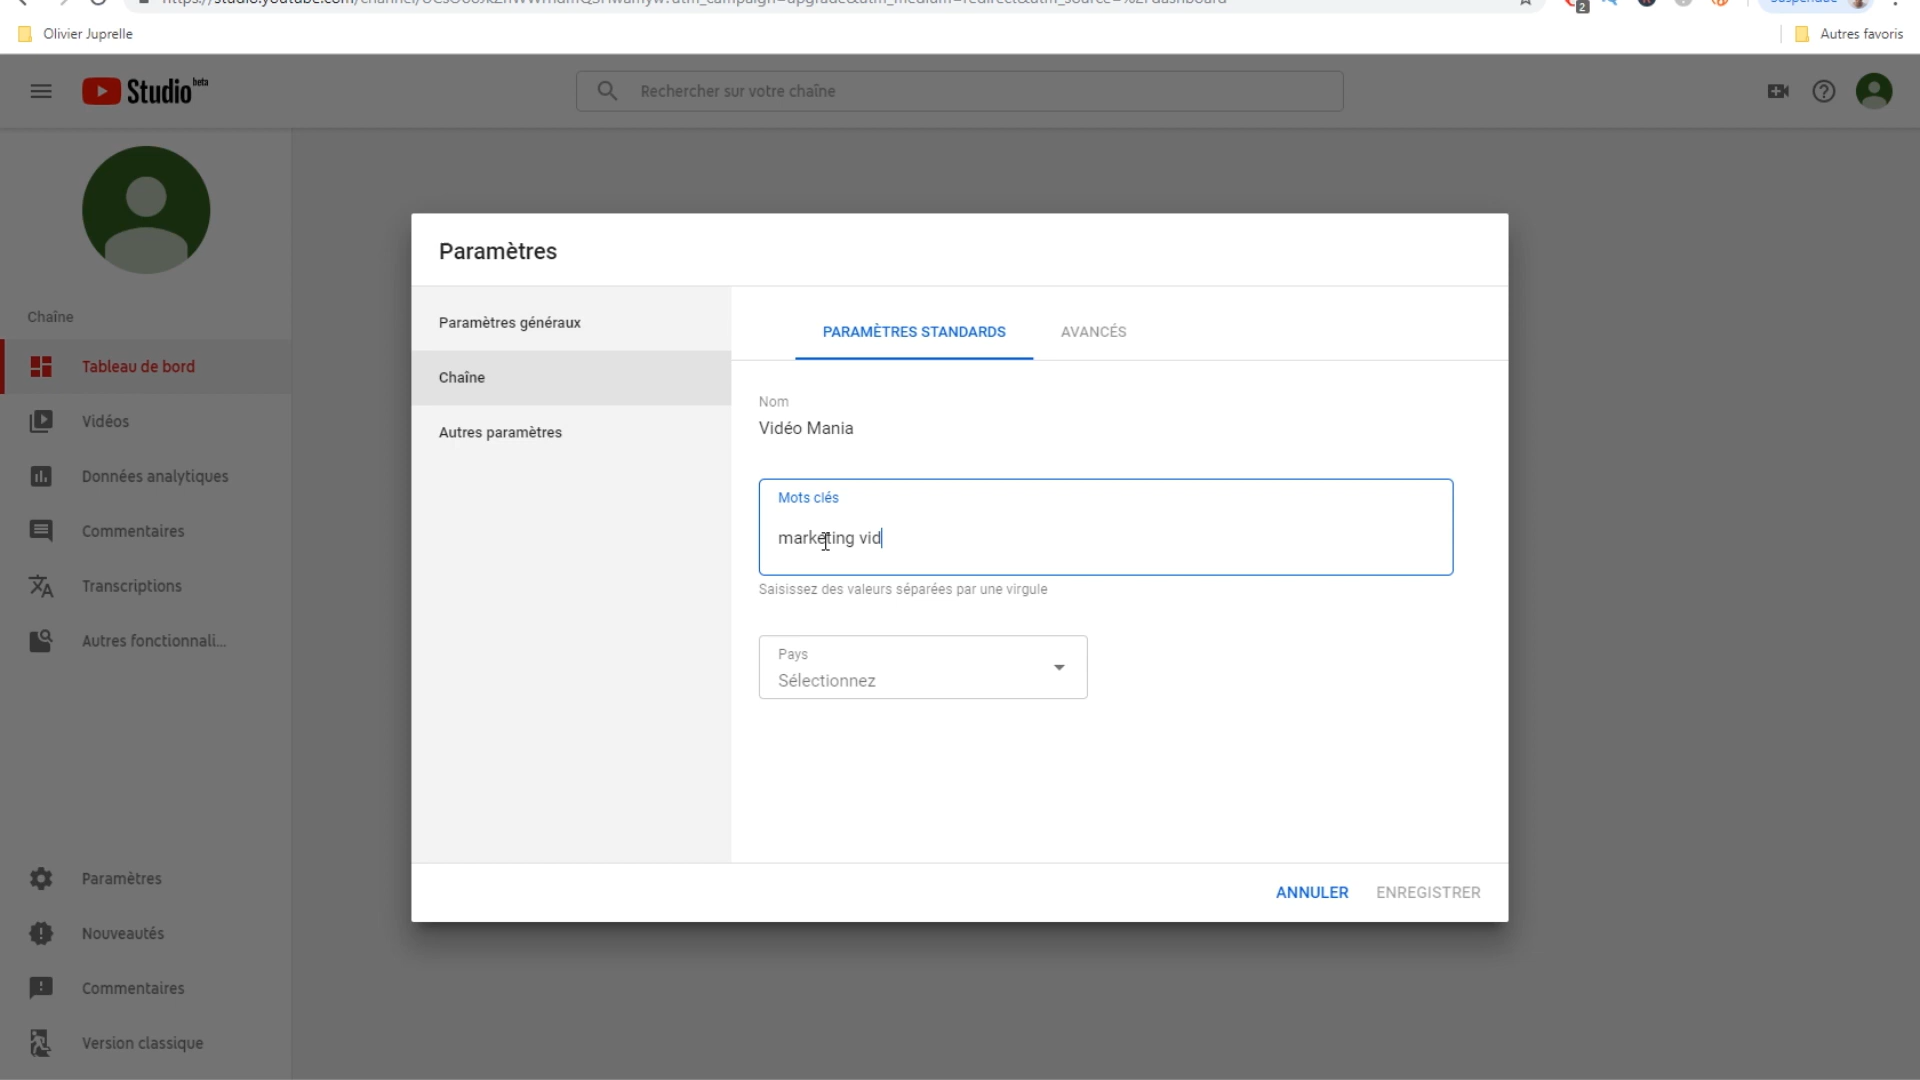 Olivier Juprelle
Autres favoris
2
Studio beta
Rechercher sur votre chaîne
Chaîne
Tableau de bord
Vidéos
Données analytiques
Commentaires
Transcriptions
Autres fonctionnali...
Paramètres
Nouveautés
Commentaires
Version classique
Paramètres
Paramètres généraux
Chaîne
Autres paramètres
PARAMÈTRES STANDARDS
AVANCÉS
Nom
Vidéo Mania
Mots clés
marketing vid
Saisissez des valeurs séparées par une virgule
Pays
Sélectionnez
ANNULER
ENREGISTRER